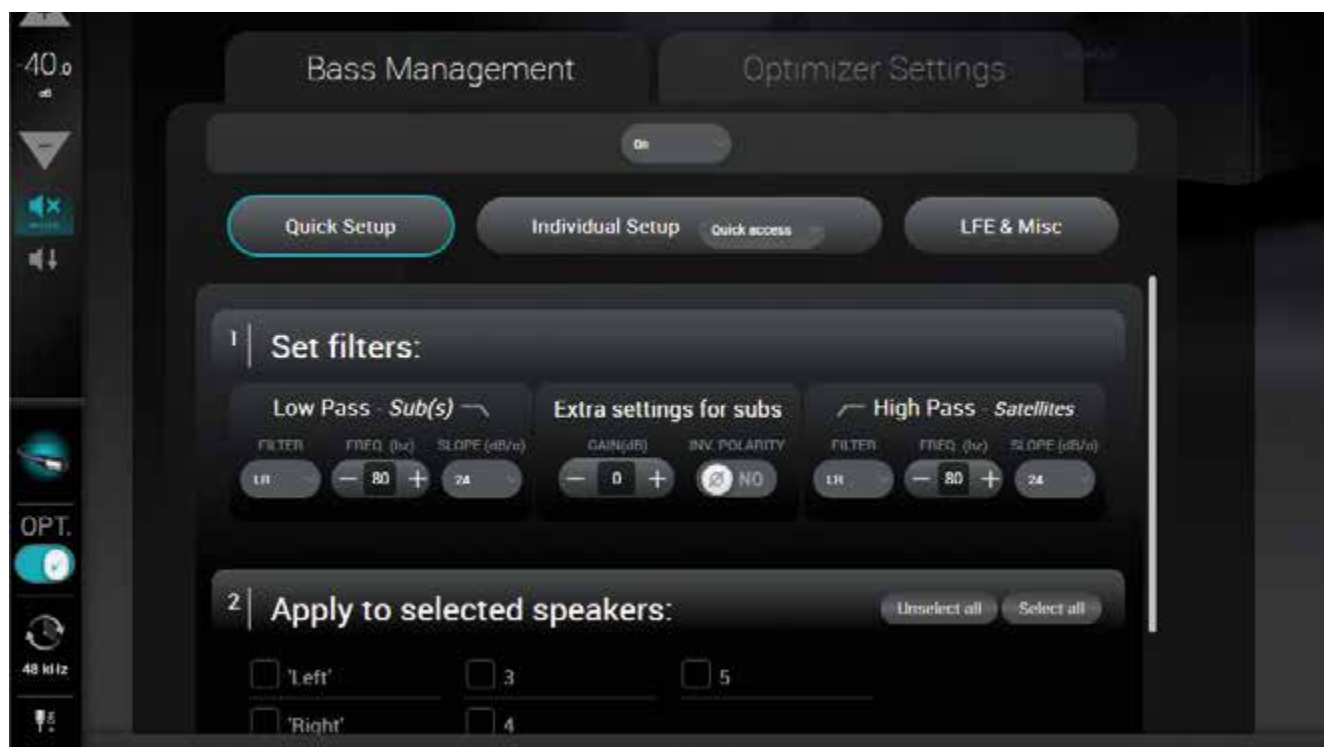 -40.0
dB
Bass Management
Optimizer Settings
On
Quick Setup
Individual Setup
Quick access
LFE & Misc
1
Set filters:
Low Pass - Sub(s)
Extra settings for subs
High Pass - Satellites
FILTER FREQ. (hz) SLOPE (dB/o)
GAIN(dB) INV. POLARITY
FILTER FREQ. (hz) SLOPE (dB/o)
LR − 80 + 24
− 0 + Ø NO
LR − 80 + 24
OPT.
2
Apply to selected speakers:
Unselect all
Select all
48 kHz
'Left' 3 5
'Right' 4